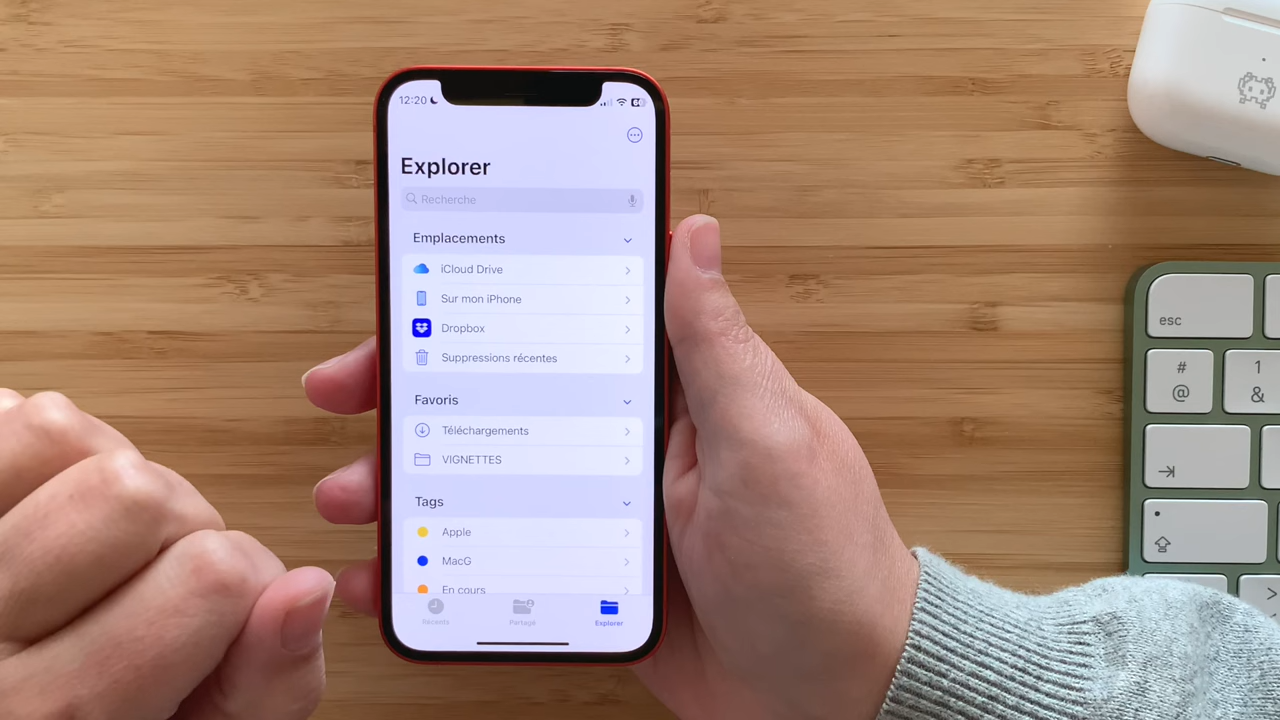 12:20
Explorer
Recherche
Emplacements
iCloud Drive
Sur mon iPhone
Dropbox
Suppressions récentes
Favoris
Téléchargements
VIGNETTES
Tags
Apple
MacG
En cours
Récents
Partagé
Explorer
esc
#
@
1
&
>